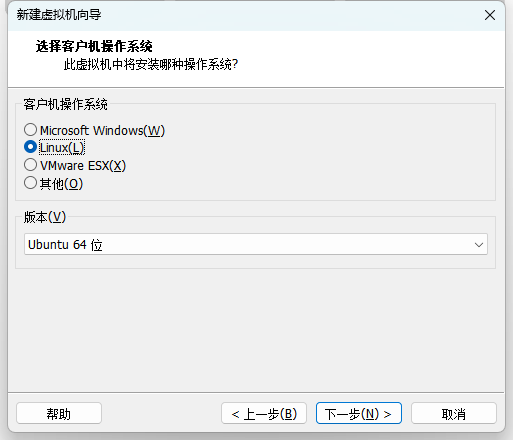 新建虚拟机向导
选择客户机操作系统
此虚拟机中将安装哪种操作系统?
客户机操作系统
Microsoft Windows(W)
Linux(L)
VMware ESX(X)
其他(O)
版本(V)
Ubuntu 64 位
帮助
< 上一步(B)
下一步(N) >
取消